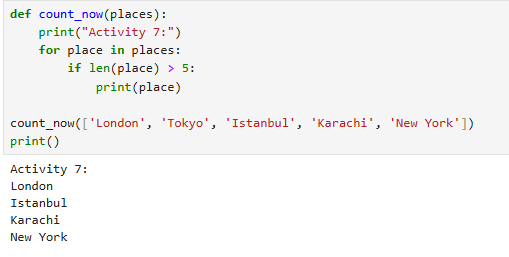 def count_now(places):
    print("Activity 7:")
    for place in places:
        if len(place) > 5:
            print(place)

count_now(['London', 'Tokyo', 'Istanbul', 'Karachi', 'New York'])
print()
Activity 7:
London
Istanbul
Karachi
New York